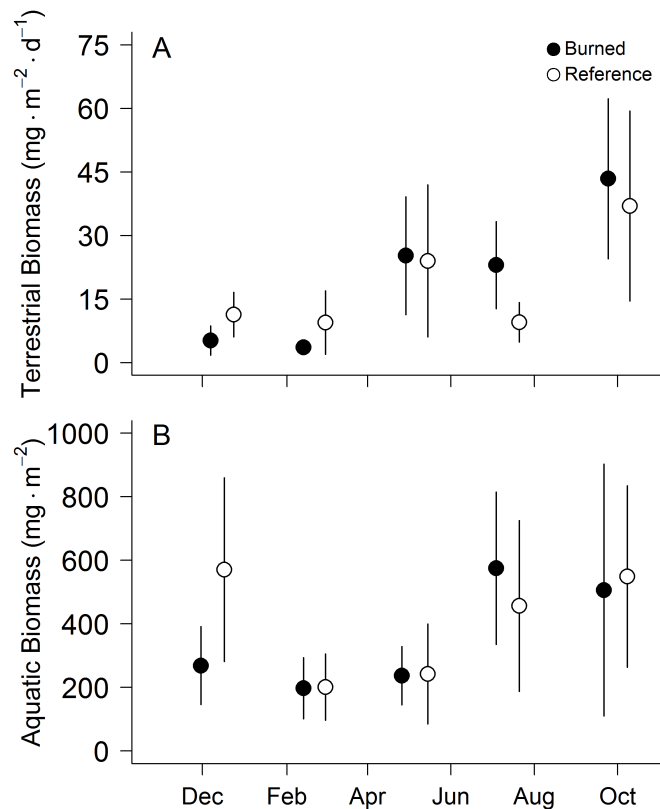 A
Burned
Reference
Terrestrial Biomass (mg · m⁻² · d⁻¹)
75
60
45
30
15
0
B
Aquatic Biomass (mg · m⁻²)
1000
800
600
400
200
0
Dec Feb Apr Jun Aug Oct